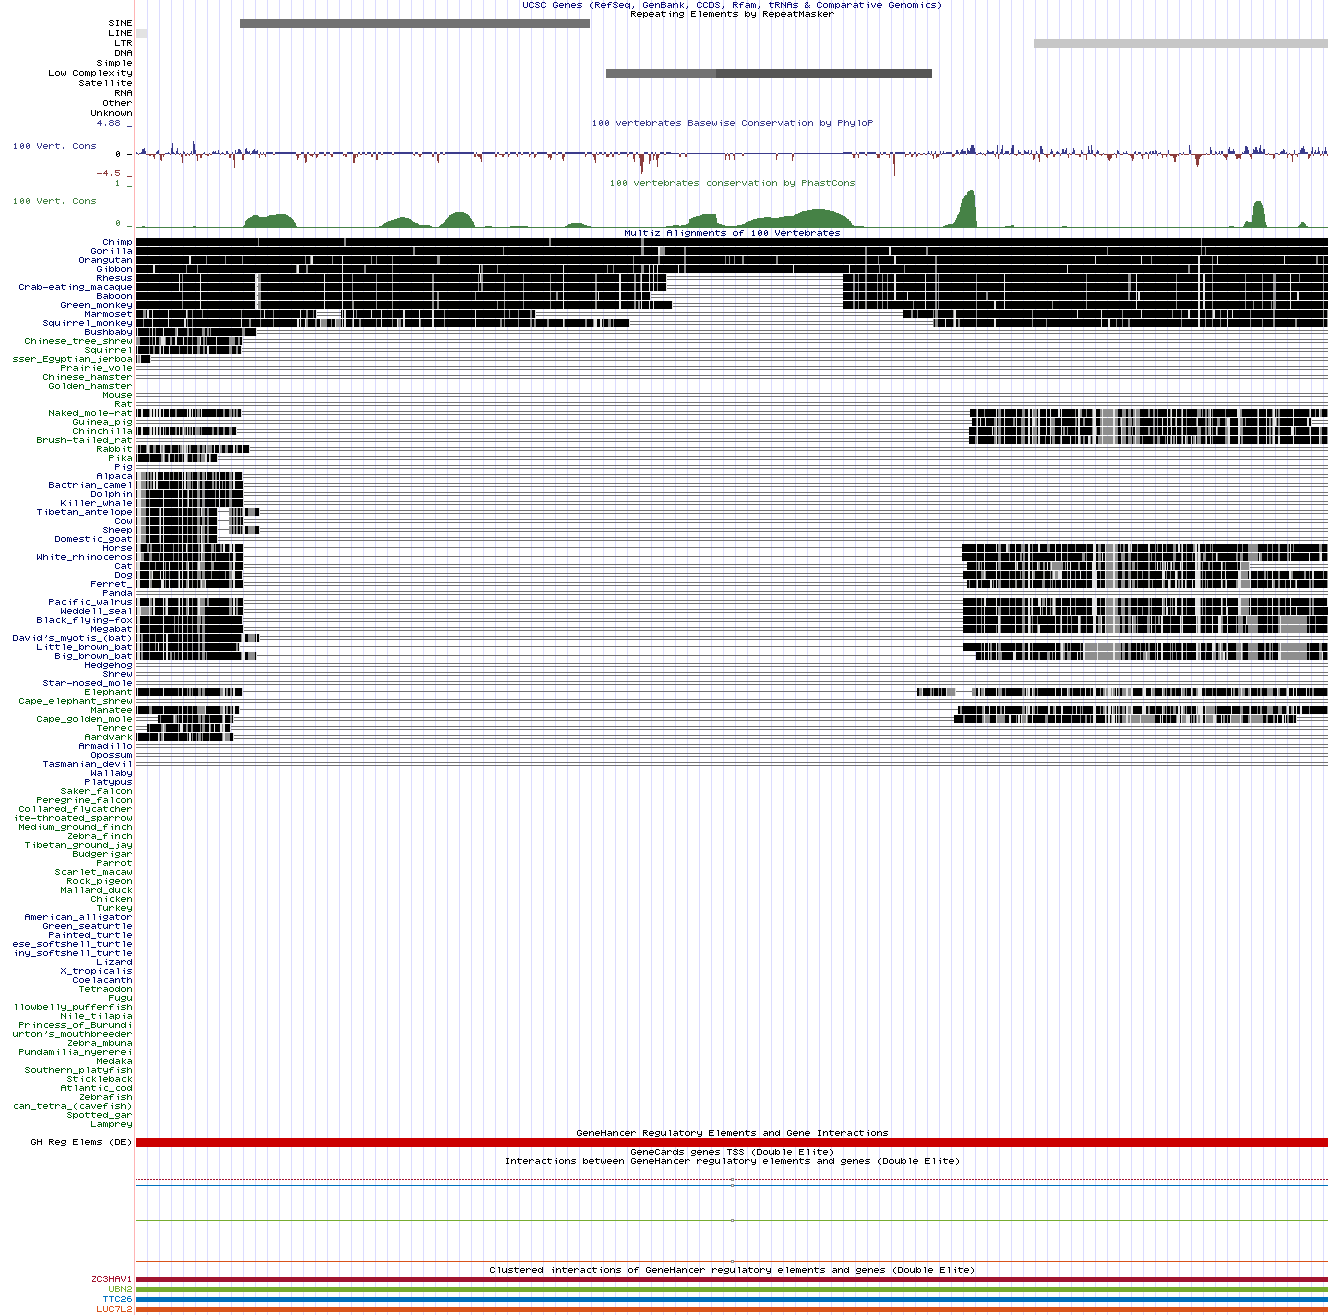 UCSC Genes (RefSeq, GenBank, CCDS, Rfam, tRNAs & Comparative Genomics)
Repeating Elements by RepeatMasker
SINE
LINE
LTR
DNA
Simple
Low Complexity
Satellite
RNA
Other
Unknown
4.88 _
100 vertebrates Basewise Conservation by PhyloP
100 Vert. Cons
0 _
-4.5 _
100 vertebrates conservation by PhastCons
1 _
100 Vert. Cons
0 _
Multiz Alignments of 100 Vertebrates
Chimp
Gorilla
Orangutan
Gibbon
Rhesus
Crab-eating_macaque
Baboon
Green_monkey
Marmoset
Squirrel_monkey
Bushbaby
Chinese_tree_shrew
Squirrel
sser_Egyptian_jerboa
Prairie_vole
Chinese_hamster
Golden_hamster
Mouse
Rat
Naked_mole-rat
Guinea_pig
Chinchilla
Brush-tailed_rat
Rabbit
Pika
Pig
Alpaca
Bactrian_camel
Dolphin
Killer_whale
Tibetan_antelope
Cow
Sheep
Domestic_goat
Horse
White_rhinoceros
Cat
Dog
Ferret_
Panda
Pacific_walrus
Weddell_seal
Black_flying-fox
Megabat
David's_myotis_(bat)
Little_brown_bat
Big_brown_bat
Hedgehog
Shrew
Star-nosed_mole
Elephant
Cape_elephant_shrew
Manatee
Cape_golden_mole
Tenrec
Aardvark
Armadillo
Opossum
Tasmanian_devil
Wallaby
Platypus
Saker_falcon
Peregrine_falcon
Collared_flycatcher
ite-throated_sparrow
Medium_ground_finch
Zebra_finch
Tibetan_ground_jay
Budgerigar
Parrot
Scarlet_macaw
Rock_pigeon
Mallard_duck
Chicken
Turkey
American_alligator
Green_seaturtle
Painted_turtle
ese_softshell_turtle
iny_softshell_turtle
Lizard
X_tropicalis
Coelacanth
Tetraodon
Fugu
llowbelly_pufferfish
Nile_tilapia
Princess_of_Burundi
urton's_mouthbreeder
Zebra_mbuna
Pundamilia_nyererei
Medaka
Southern_platyfish
Stickleback
Atlantic_cod
Zebrafish
can_tetra_(cavefish)
Spotted_gar
Lamprey
GeneHancer Regulatory Elements and Gene Interactions
GH Reg Elems (DE)
GeneCards genes TSS (Double Elite)
Interactions between GeneHancer regulatory elements and genes (Double Elite)
Clustered interactions of GeneHancer regulatory elements and genes (Double Elite)
ZC3HAV1
UBN2
TTC26
LUC7L2